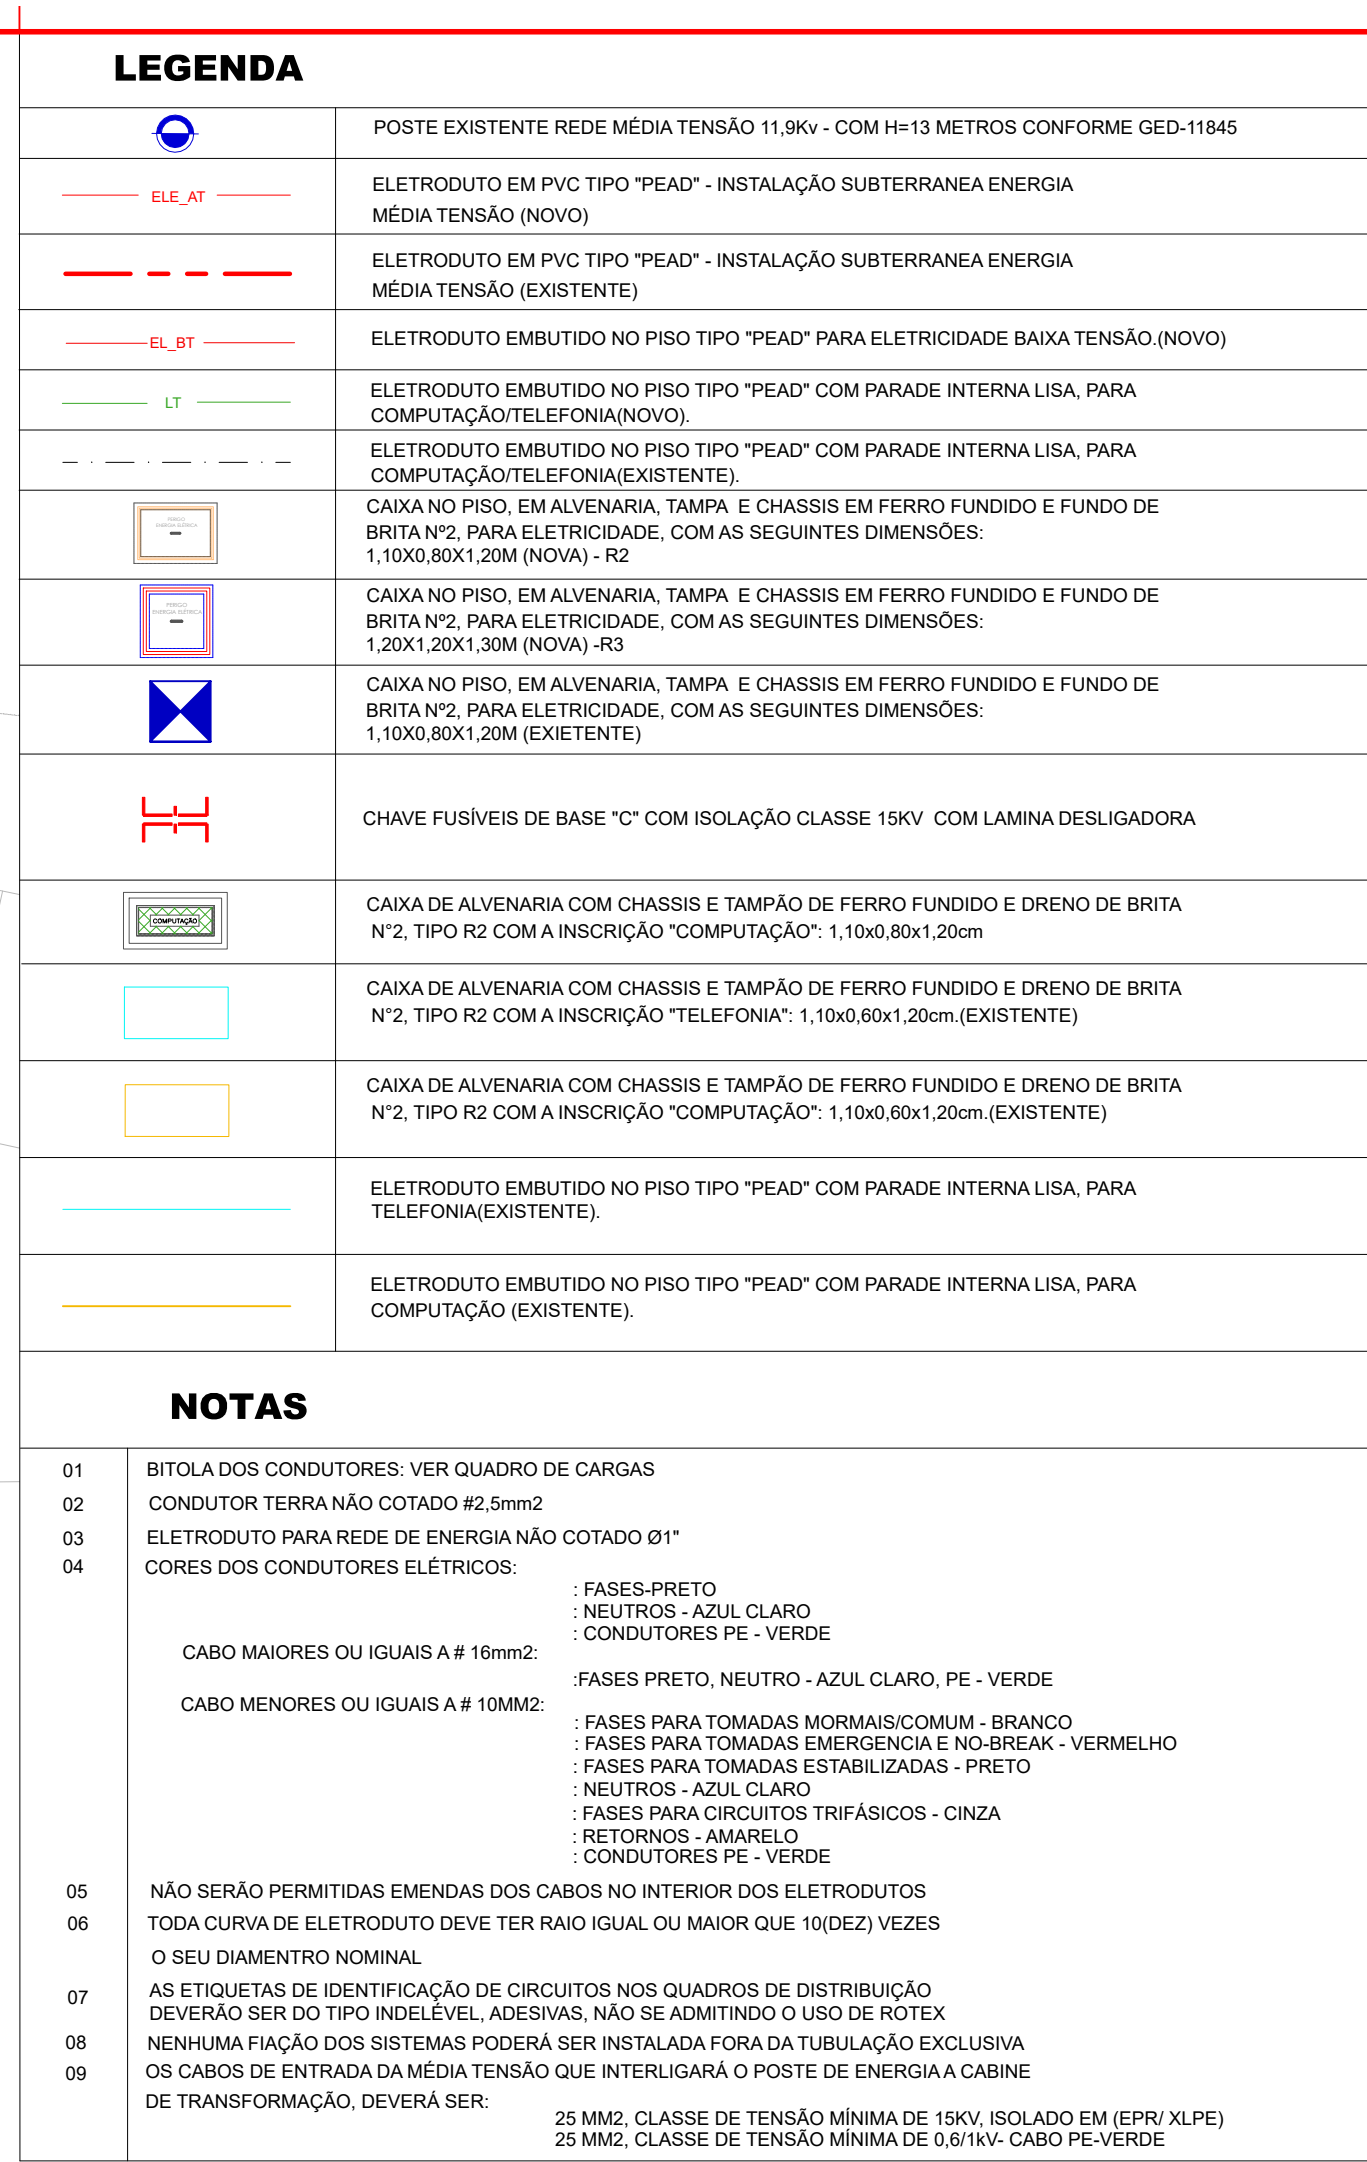 LEGENDA
POSTE EXISTENTE REDE MÉDIA TENSÃO 11,9Kv - COM H=13 METROS CONFORME GED-11845
ELE_AT
ELETRODUTO EM PVC TIPO "PEAD" - INSTALAÇÃO SUBTERRANEA ENERGIA
MÉDIA TENSÃO (NOVO)
ELETRODUTO EM PVC TIPO "PEAD" - INSTALAÇÃO SUBTERRANEA ENERGIA
MÉDIA TENSÃO (EXISTENTE)
EL_BT
ELETRODUTO EMBUTIDO NO PISO TIPO "PEAD" PARA ELETRICIDADE BAIXA TENSÃO.(NOVO)
LT
ELETRODUTO EMBUTIDO NO PISO TIPO "PEAD" COM PARADE INTERNA LISA, PARA
COMPUTAÇÃO/TELEFONIA(NOVO).
ELETRODUTO EMBUTIDO NO PISO TIPO "PEAD" COM PARADE INTERNA LISA, PARA
COMPUTAÇÃO/TELEFONIA(EXISTENTE).
PERIGO
ENERGIA ELÉTRICA
CAIXA NO PISO, EM ALVENARIA, TAMPA E CHASSIS EM FERRO FUNDIDO E FUNDO DE
BRITA Nº2, PARA ELETRICIDADE, COM AS SEGUINTES DIMENSÕES:
1,10X0,80X1,20M (NOVA) - R2
PERIGO
ENERGIA ELÉTRICA
CAIXA NO PISO, EM ALVENARIA, TAMPA E CHASSIS EM FERRO FUNDIDO E FUNDO DE
BRITA Nº2, PARA ELETRICIDADE, COM AS SEGUINTES DIMENSÕES:
1,20X1,20X1,30M (NOVA) -R3
CAIXA NO PISO, EM ALVENARIA, TAMPA E CHASSIS EM FERRO FUNDIDO E FUNDO DE
BRITA Nº2, PARA ELETRICIDADE, COM AS SEGUINTES DIMENSÕES:
1,10X0,80X1,20M (EXIETENTE)
CHAVE FUSÍVEIS DE BASE "C" COM ISOLAÇÃO CLASSE 15KV COM LAMINA DESLIGADORA
COMPUTAÇÃO
CAIXA DE ALVENARIA COM CHASSIS E TAMPÃO DE FERRO FUNDIDO E DRENO DE BRITA
N°2, TIPO R2 COM A INSCRIÇÃO "COMPUTAÇÃO": 1,10x0,80x1,20cm
CAIXA DE ALVENARIA COM CHASSIS E TAMPÃO DE FERRO FUNDIDO E DRENO DE BRITA
N°2, TIPO R2 COM A INSCRIÇÃO "TELEFONIA": 1,10x0,60x1,20cm.(EXISTENTE)
CAIXA DE ALVENARIA COM CHASSIS E TAMPÃO DE FERRO FUNDIDO E DRENO DE BRITA
N°2, TIPO R2 COM A INSCRIÇÃO "COMPUTAÇÃO": 1,10x0,60x1,20cm.(EXISTENTE)
ELETRODUTO EMBUTIDO NO PISO TIPO "PEAD" COM PARADE INTERNA LISA, PARA
TELEFONIA(EXISTENTE).
ELETRODUTO EMBUTIDO NO PISO TIPO "PEAD" COM PARADE INTERNA LISA, PARA
COMPUTAÇÃO (EXISTENTE).
NOTAS
01 BITOLA DOS CONDUTORES: VER QUADRO DE CARGAS
02 CONDUTOR TERRA NÃO COTADO #2,5mm2
03 ELETRODUTO PARA REDE DE ENERGIA NÃO COTADO Ø1"
04 CORES DOS CONDUTORES ELÉTRICOS:
: FASES-PRETO
: NEUTROS - AZUL CLARO
: CONDUTORES PE - VERDE
CABO MAIORES OU IGUAIS A # 16mm2:
:FASES PRETO, NEUTRO - AZUL CLARO, PE - VERDE
CABO MENORES OU IGUAIS A # 10MM2:
: FASES PARA TOMADAS MORMAIS/COMUM - BRANCO
: FASES PARA TOMADAS EMERGENCIA E NO-BREAK - VERMELHO
: FASES PARA TOMADAS ESTABILIZADAS - PRETO
: NEUTROS - AZUL CLARO
: FASES PARA CIRCUITOS TRIFÁSICOS - CINZA
: RETORNOS - AMARELO
: CONDUTORES PE - VERDE
05 NÃO SERÃO PERMITIDAS EMENDAS DOS CABOS NO INTERIOR DOS ELETRODUTOS
06 TODA CURVA DE ELETRODUTO DEVE TER RAIO IGUAL OU MAIOR QUE 10(DEZ) VEZES
O SEU DIAMENTRO NOMINAL
07 AS ETIQUETAS DE IDENTIFICAÇÃO DE CIRCUITOS NOS QUADROS DE DISTRIBUIÇÃO
DEVERÃO SER DO TIPO INDELÉVEL, ADESIVAS, NÃO SE ADMITINDO O USO DE ROTEX
08 NENHUMA FIAÇÃO DOS SISTEMAS PODERÁ SER INSTALADA FORA DA TUBULAÇÃO EXCLUSIVA
09 OS CABOS DE ENTRADA DA MÉDIA TENSÃO QUE INTERLIGARÁ O POSTE DE ENERGIA A CABINE
DE TRANSFORMAÇÃO, DEVERÁ SER:
25 MM2, CLASSE DE TENSÃO MÍNIMA DE 15KV, ISOLADO EM (EPR/ XLPE)
25 MM2, CLASSE DE TENSÃO MÍNIMA DE 0,6/1kV- CABO PE-VERDE